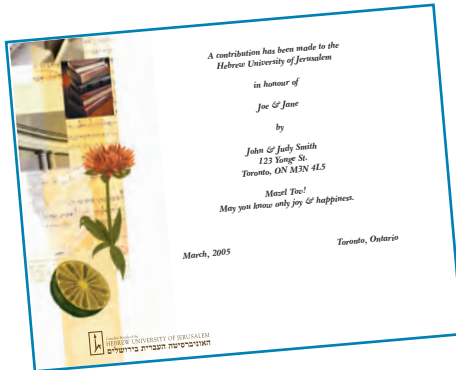 A contribution has been made to the
Hebrew University of Jerusalem
in honour of
Joe & Jane
by
John & Judy Smith
123 Yonge St.
Toronto, ON M3N 4L5
Mazel Tov!
May you know only joy & happiness.
March, 2005
Toronto, Ontario
HEBREW UNIVERSITY OF JERUSALEM
האוניברסיטה העברית בירושלים